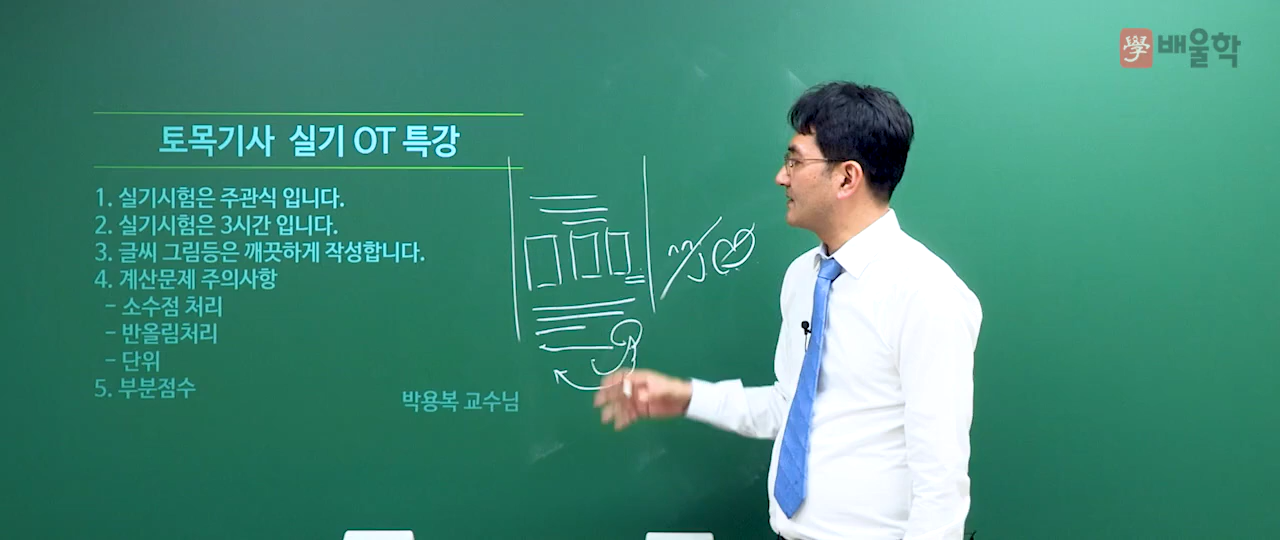 學 배울학
토목기사 실기 OT 특강
1. 실기시험은 주관식 입니다.
2. 실기시험은 3시간 입니다.
3. 글씨 그림등은 깨끗하게 작성합니다.
4. 계산문제 주의사항
- 소수점 처리
- 반올림처리
- 단위
5. 부분점수
박용복 교수님